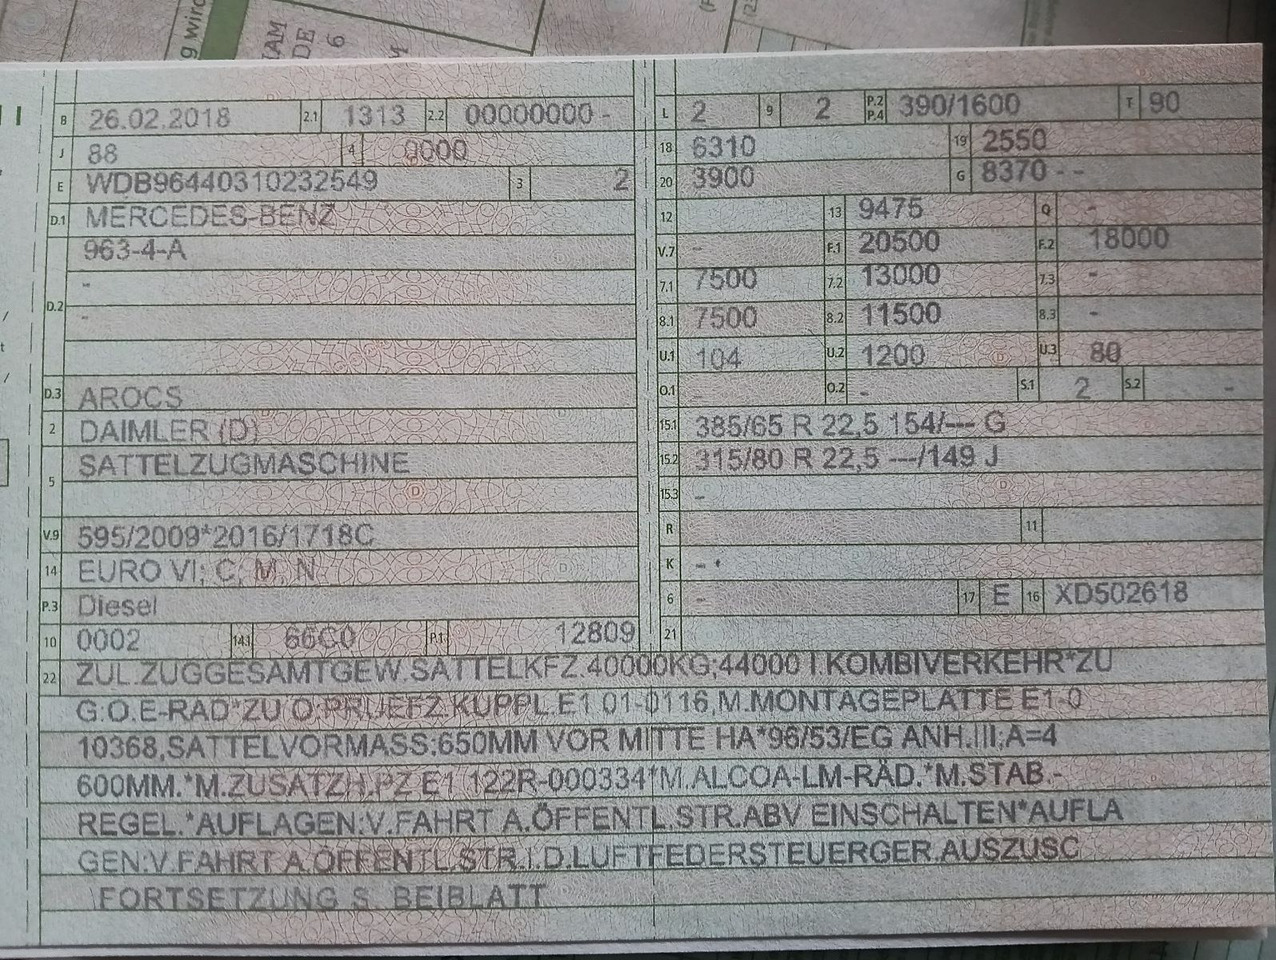 g wird
KAM
DE
6
M
B 26.02.2018 2.1 1313 2.2 00000000 -
J 88 4 0000
E WDB96440310232549 3 2
D.1 MERCEDES-BENZ
963-4-A
-
D.2
-
D.3 AROCS
2 DAIMLER (D)
5 SATTELZUGMASCHINE
V.9 595/2009*2016/1718C
14 EURO VI; C, M, N
P.3 Diesel
10 0002 14.1 66C0 P.1 12809
L 2 9 2 P.2 P.4 390/1600 T 90
18 6310 19 2550
20 3900 G 8370 - -
12 13 9475 Q -
V.7 - F.1 20500 F.2 18000
7.1 7500 7.2 13000 7.3 -
8.1 7500 8.2 11500 8.3 -
U.1 104 U.2 1200 U.3 80
O.1 - O.2 - S.1 2 S.2 -
15.1 385/65 R 22,5 154/--- G
15.2 315/80 R 22,5 ---/149 J
15.3 -
R 11
K -
6 - 17 E 16 XD502618
21
22 ZUL.ZUGGESAMTGEW.SATTELKFZ.40000KG;44000 I.KOMBIVERKEHR*ZU
G.O.E-RAD*ZU O.PRUEFZ.KUPPL.E1 01-0116,M.MONTAGEPLATTE E1-0
10368,SATTELVORMASS:650MM VOR MITTE HA*96/53/EG ANH.III;A=4
600MM.*M.ZUSATZH.PZ E1 122R-000334*M.ALCOA-LM-RÄD.*M.STAB.-
REGEL.*AUFLAGEN:V.FAHRT A.ÖFFENTL.STR.ABV EINSCHALTEN*AUFLA
GEN:V.FAHRT A.ÖFFENTL.STR.I.D.LUFTFEDERSTEUERGER.AUSZUSC
FORTSETZUNG S. BEIBLATT